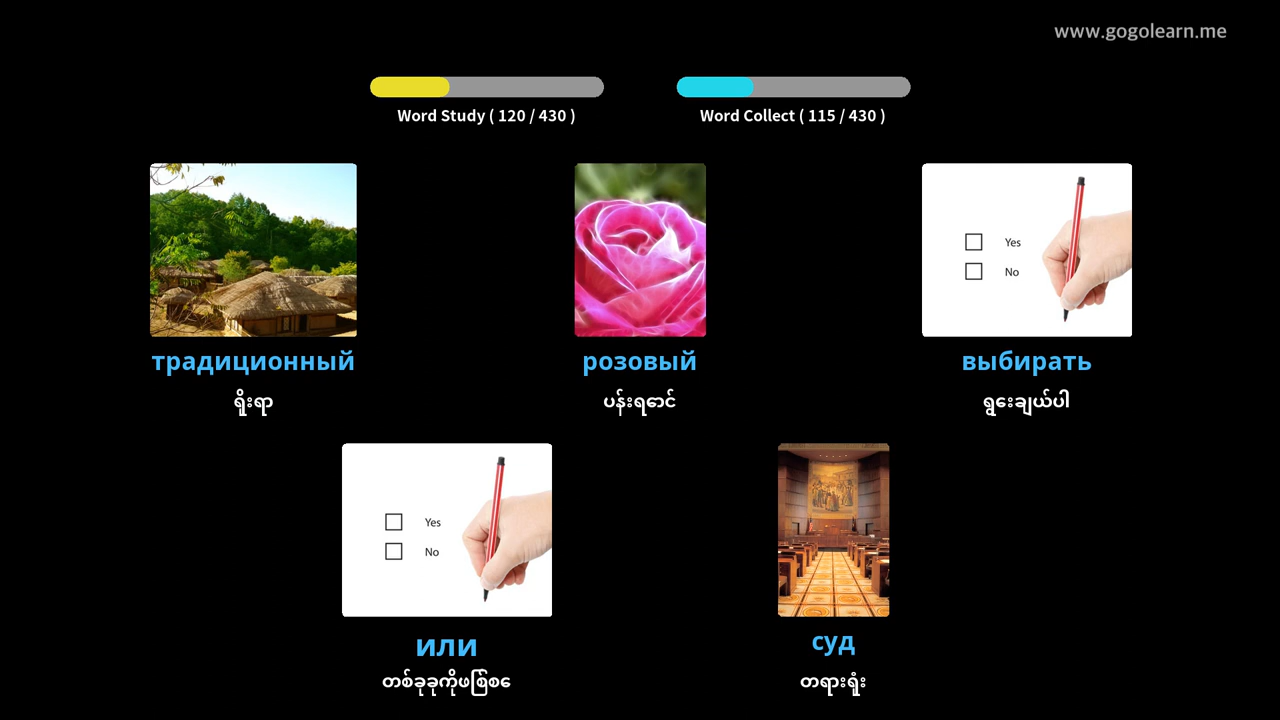 www.gogolearn.me
Word Study ( 120 / 430 )
Word Collect ( 115 / 430 )
Yes
No
традиционный
розовый
выбирать
ရိုးရာ
ပန်းရောင်
ရွေးချယ်ပါ
Yes
No
или
суд
တစ်ခုခုကိုဖြစ်စေ
တရားရုံး